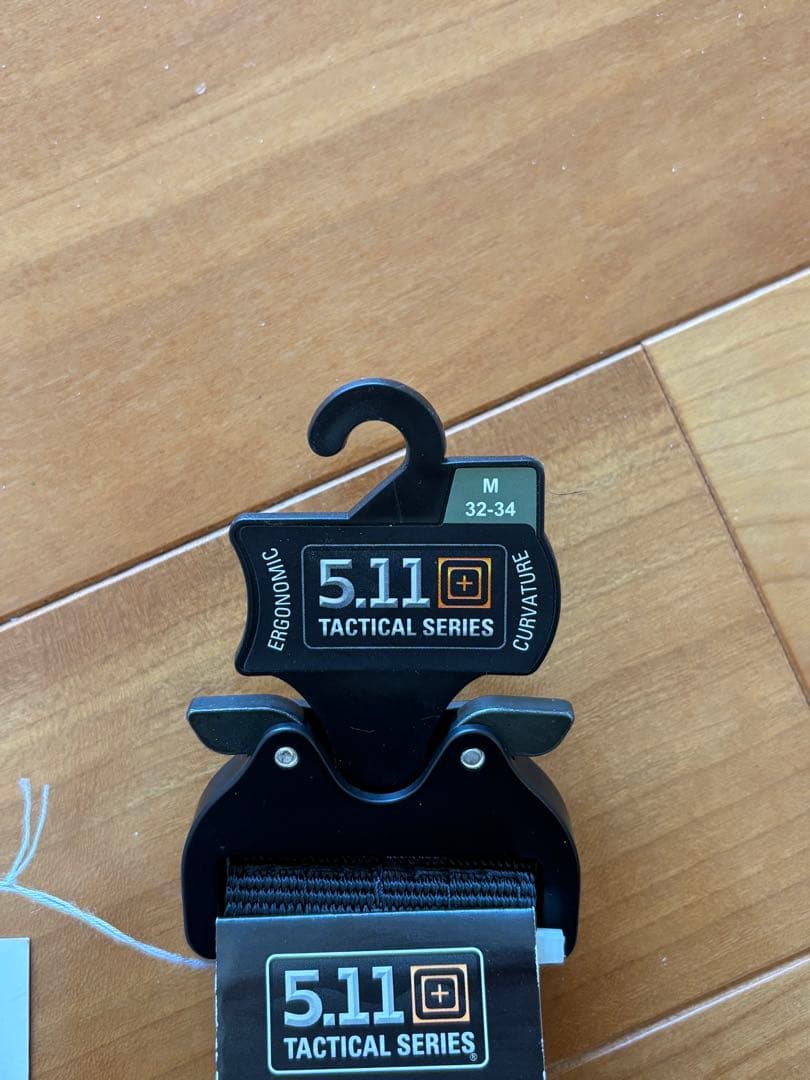 M
32-34
ERGONOMIC
5.11
TACTICAL SERIES
CURVATURE
5.11
TACTICAL SERIES®